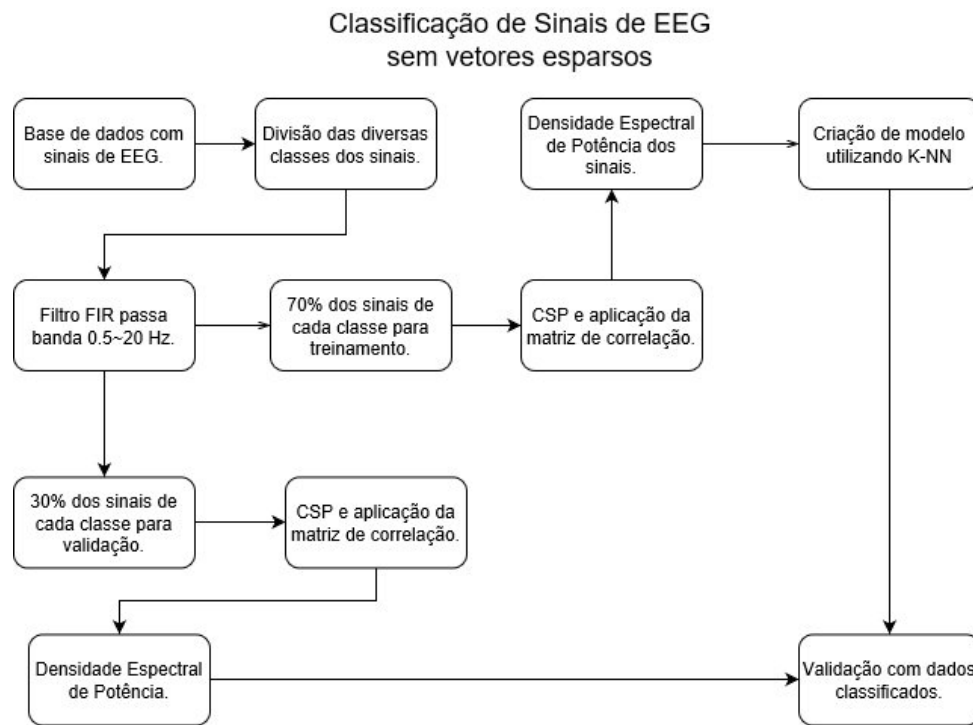 Classificação de Sinais de EEG
sem vetores esparsos
Base de dados com
sinais de EEG.
Divisão das diversas
classes dos sinais.
Densidade Espectral
de Potência dos
sinais.
Criação de modelo
utilizando K-NN
Filtro FIR passa
banda 0.5~20 Hz.
70% dos sinais de
cada classe para
treinamento.
CSP e aplicação da
matriz de correlação.
30% dos sinais de
cada classe para
validação.
CSP e aplicação da
matriz de correlação.
Densidade Espectral
de Potência.
Validação com dados
classificados.